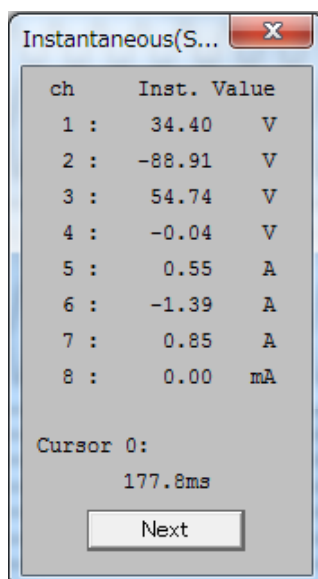 Instantaneous(S...
ch Inst. Value
1 : 34.40 V
2 : -88.91 V
3 : 54.74 V
4 : -0.04 V
5 : 0.55 A
6 : -1.39 A
7 : 0.85 A
8 : 0.00 mA
Cursor 0:
177.8ms
Next